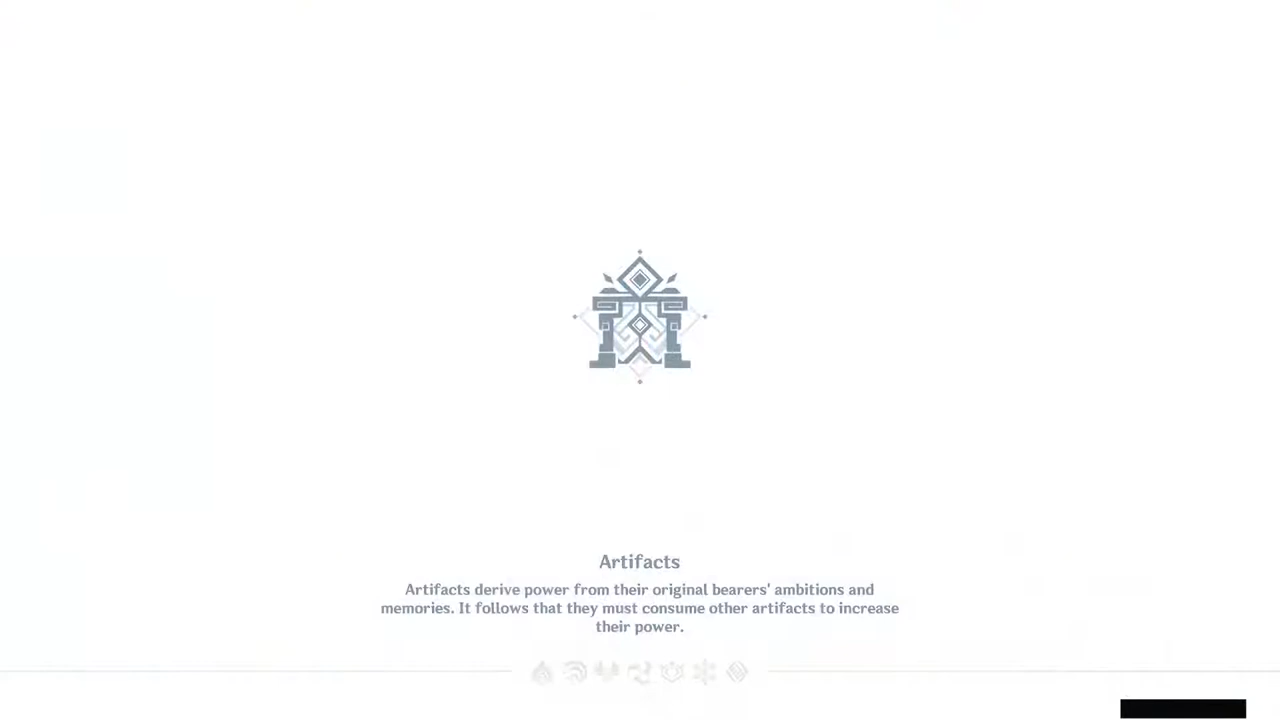 Artifacts
Artifacts derive power from their original bearers' ambitions and
memories. It follows that they must consume other artifacts to increase
their power.